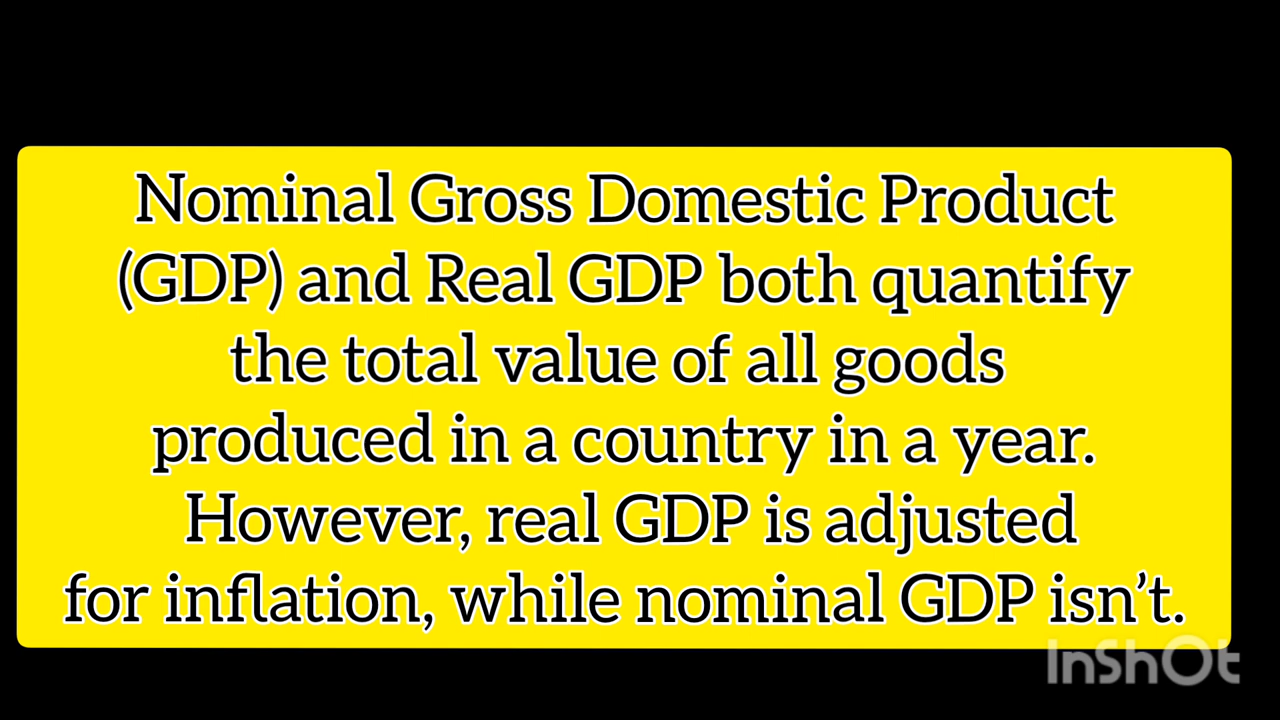 Nominal Gross Domestic Product
(GDP) and Real GDP both quantify
the total value of all goods
produced in a country in a year.
However, real GDP is adjusted
for inflation, while nominal GDP isn’t.
InShOt